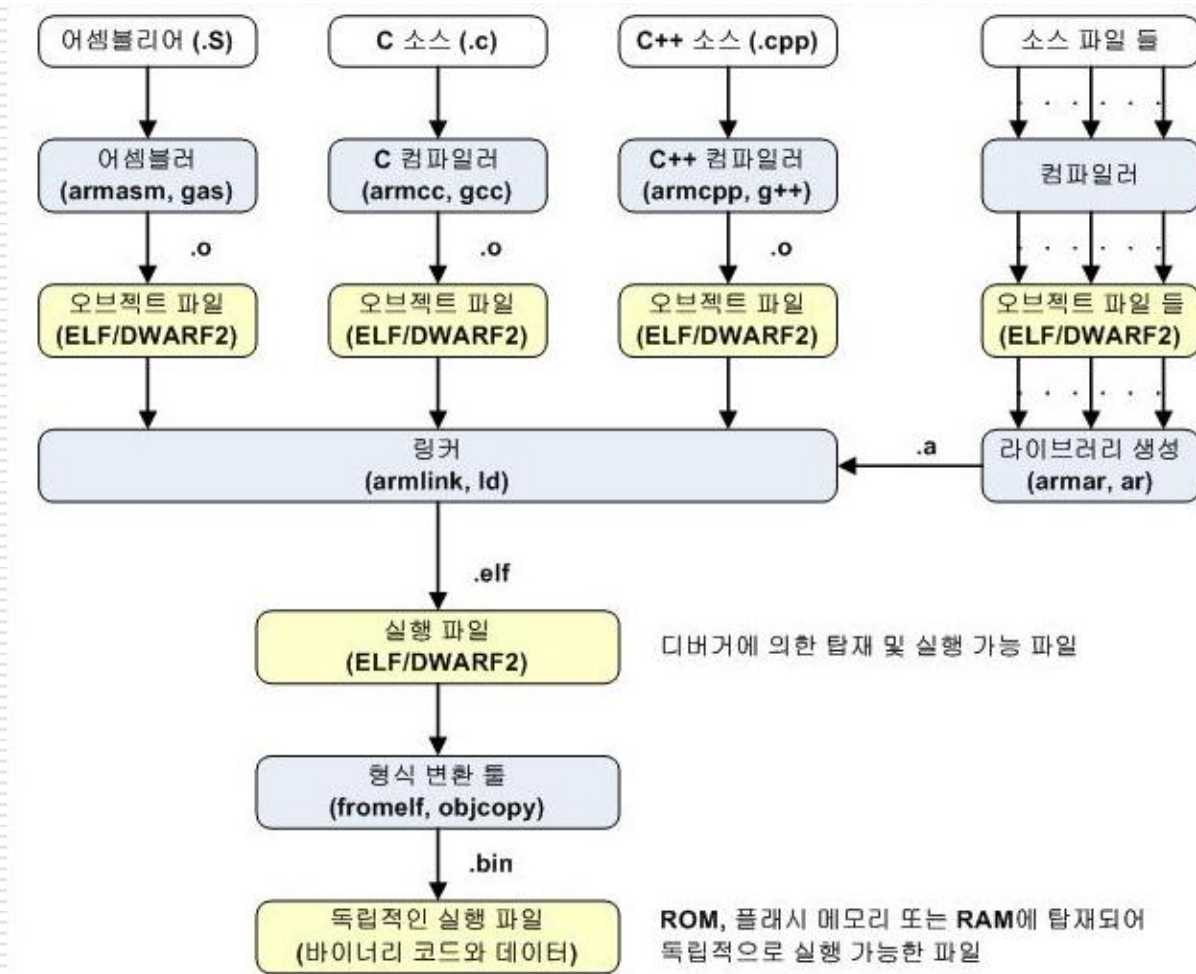 어셈블리어 (.S)
C 소스 (.c)
C++ 소스 (.cpp)
소스 파일 들
어셈블러
(armasm, gas)
C 컴파일러
(armcc, gcc)
C++ 컴파일러
(armcpp, g++)
컴파일러
.o
.o
.o
오브젝트 파일
(ELF/DWARF2)
오브젝트 파일
(ELF/DWARF2)
오브젝트 파일
(ELF/DWARF2)
오브젝트 파일 들
(ELF/DWARF2)
링커
(armlink, ld)
.a
라이브러리 생성
(armar, ar)
.elf
실행 파일
(ELF/DWARF2)
디버거에 의한 탑재 및 실행 가능 파일
형식 변환 툴
(fromelf, objcopy)
.bin
독립적인 실행 파일
(바이너리 코드와 데이터)
ROM, 플래시 메모리 또는 RAM에 탑재되어
독립적으로 실행 가능한 파일